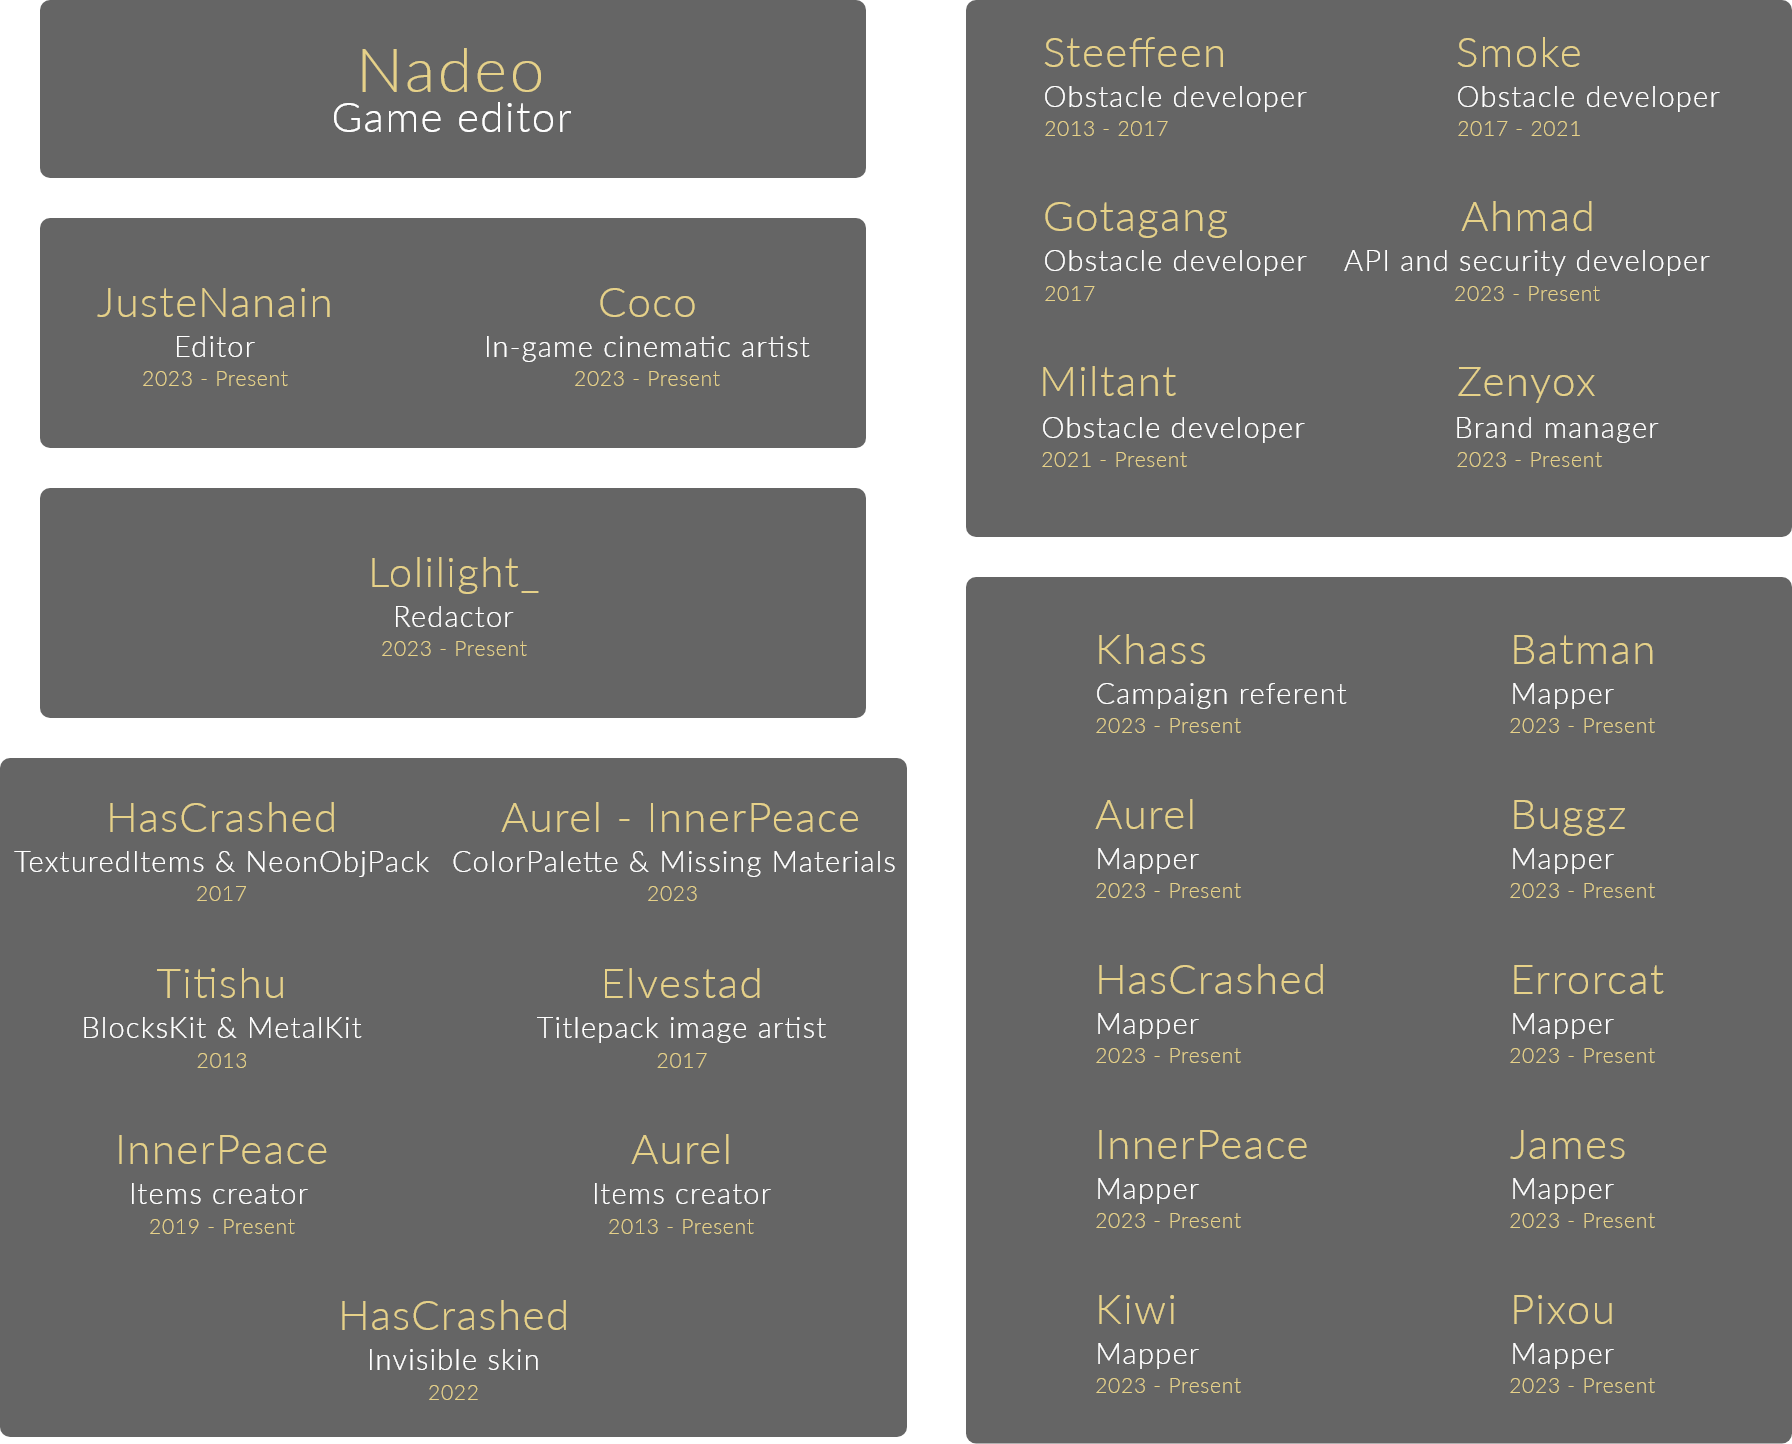 Nadeo
Game editor
JusteNanain
Editor
2023 - Present
Coco
In-game cinematic artist
2023 - Present
Lolilight_
Redactor
2023 - Present
HasCrashed
TexturedItems & NeonObjPack
2017
Aurel - InnerPeace
ColorPalette & Missing Materials
2023
Titishu
BlocksKit & MetalKit
2013
Elvestad
Titlepack image artist
2017
InnerPeace
Items creator
2019 - Present
Aurel
Items creator
2013 - Present
HasCrashed
Invisible skin
2022
Steeffeen
Obstacle developer
2013 - 2017
Smoke
Obstacle developer
2017 - 2021
Gotagang
Obstacle developer
2017
Ahmad
API and security developer
2023 - Present
Miltant
Obstacle developer
2021 - Present
Zenyox
Brand manager
2023 - Present
Khass
Campaign referent
2023 - Present
Batman
Mapper
2023 - Present
Aurel
Mapper
2023 - Present
Buggz
Mapper
2023 - Present
HasCrashed
Mapper
2023 - Present
Errorcat
Mapper
2023 - Present
InnerPeace
Mapper
2023 - Present
James
Mapper
2023 - Present
Kiwi
Mapper
2023 - Present
Pixou
Mapper
2023 - Present